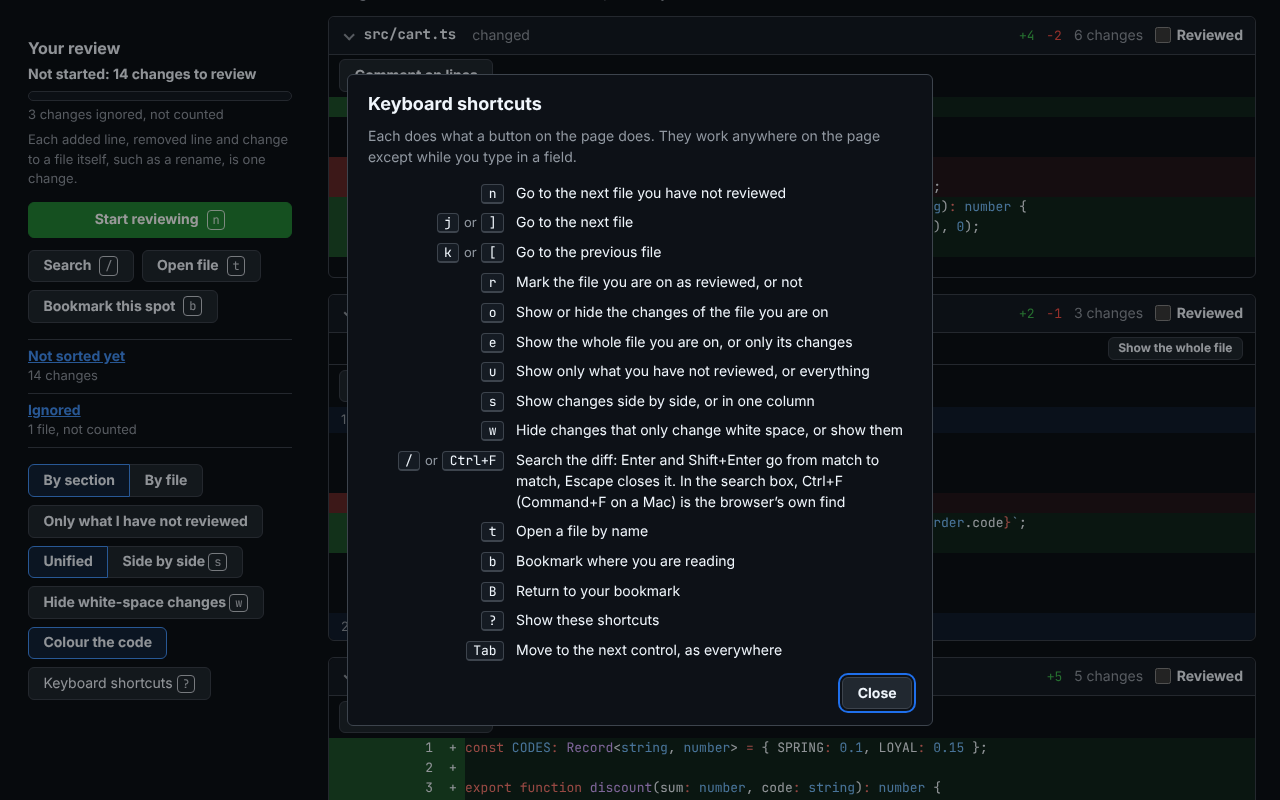 Your review
Not started: 14 changes to review
3 changes ignored, not counted
Each added line, removed line and change
to a file itself, such as a rename, is one
change.
Start reviewing n
Search /
Open file t
Bookmark this spot b
Not sorted yet
14 changes
Ignored
1 file, not counted
By section
By file
Only what I have not reviewed
Unified
Side by side s
Hide white-space changes w
Colour the code
Keyboard shortcuts ?
src/cart.ts changed +4 -2 6 changes Reviewed
Keyboard shortcuts
Each does what a button on the page does. They work anywhere on the page
except while you type in a field.
n Go to the next file you have not reviewed
j or ] Go to the next file
k or [ Go to the previous file
r Mark the file you are on as reviewed, or not
o Show or hide the changes of the file you are on
e Show the whole file you are on, or only its changes
u Show only what you have not reviewed, or everything
s Show changes side by side, or in one column
w Hide changes that only change white space, or show them
/ or Ctrl+F Search the diff: Enter and Shift+Enter go from match to
match, Escape closes it. In the search box, Ctrl+F
(Command+F on a Mac) is the browser’s own find
t Open a file by name
b Bookmark where you are reading
B Return to your bookmark
? Show these shortcuts
Tab Move to the next control, as everywhere
Close
;
g): number {
), 0);
+2 -1 3 changes Reviewed
Show the whole file
1
rder.code}`;
2
+5 5 changes Reviewed
1 + const CODES: Record<string, number> = { SPRING: 0.1, LOYAL: 0.15 };
2 +
3 + export function discount(sum: number, code: string): number {